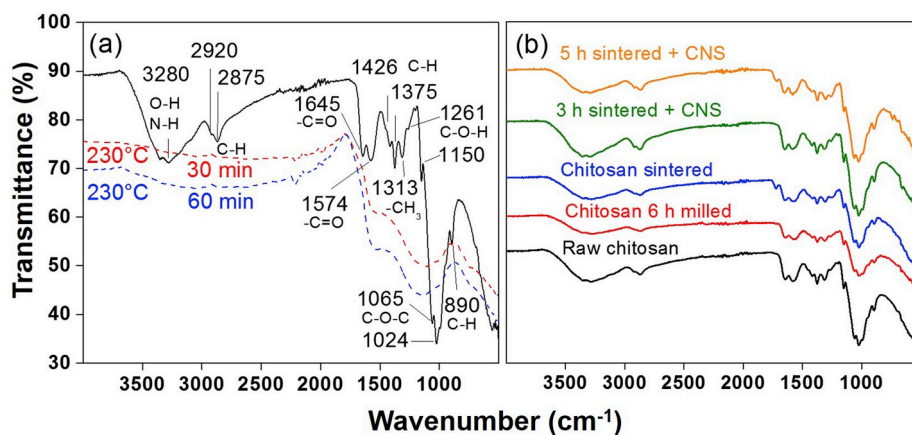 (a)
2920
3280
2875
O-H
N-H
C-H
1426 C-H
1645
1375
-C=O
1261
C-O-H
1150
230°C
30 min
230°C
60 min
1574
-C=O
1313
-CH3
1065
C-O-C
1024
890
C-H
100
90
80
70
60
50
40
30
Transmittance (%)
3500 3000 2500 2000 1500 1000
(b)
5 h sintered + CNS
3 h sintered + CNS
Chitosan sintered
Chitosan 6 h milled
Raw chitosan
3500 3000 2500 2000 1500 1000
Wavenumber (cm-1)